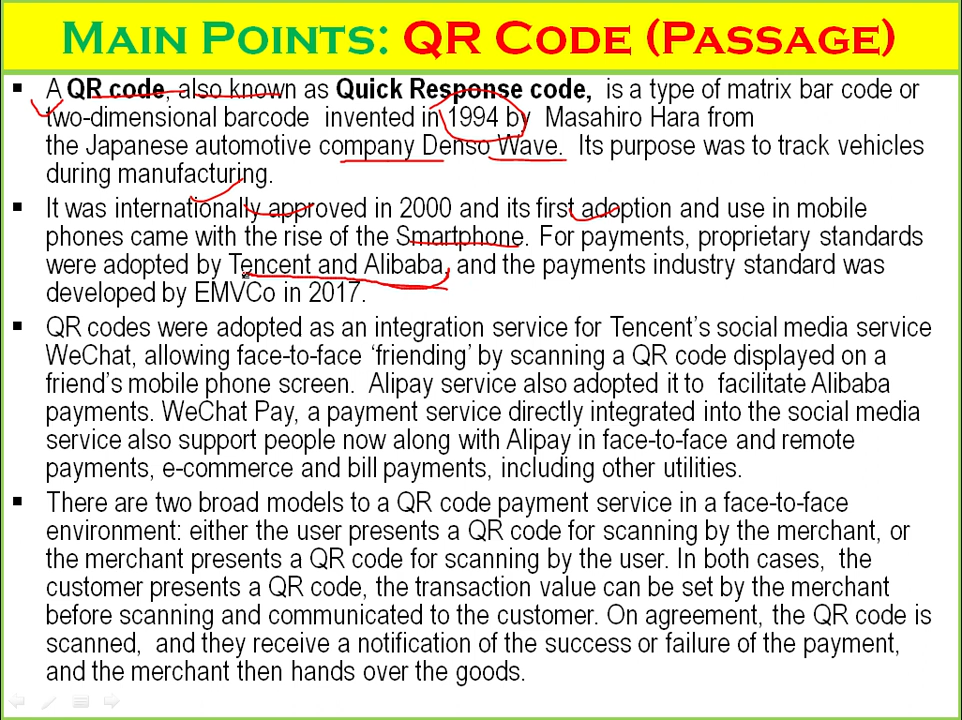 MAIN POINTS: QR CODE (PASSAGE)
▪ A QR code, also known as Quick Response code, is a type of matrix bar code or
two-dimensional barcode invented in 1994 by Masahiro Hara from
the Japanese automotive company Denso Wave. Its purpose was to track vehicles
during manufacturing.
▪ It was internationally approved in 2000 and its first adoption and use in mobile
phones came with the rise of the Smartphone. For payments, proprietary standards
were adopted by Tencent and Alibaba, and the payments industry standard was
developed by EMVCo in 2017.
▪ QR codes were adopted as an integration service for Tencent's social media service
WeChat, allowing face-to-face ‘friending’ by scanning a QR code displayed on a
friend's mobile phone screen. Alipay service also adopted it to facilitate Alibaba
payments. WeChat Pay, a payment service directly integrated into the social media
service also support people now along with Alipay in face-to-face and remote
payments, e-commerce and bill payments, including other utilities.
▪ There are two broad models to a QR code payment service in a face-to-face
environment: either the user presents a QR code for scanning by the merchant, or
the merchant presents a QR code for scanning by the user. In both cases, the
customer presents a QR code, the transaction value can be set by the merchant
before scanning and communicated to the customer. On agreement, the QR code is
scanned, and they receive a notification of the success or failure of the payment,
and the merchant then hands over the goods.